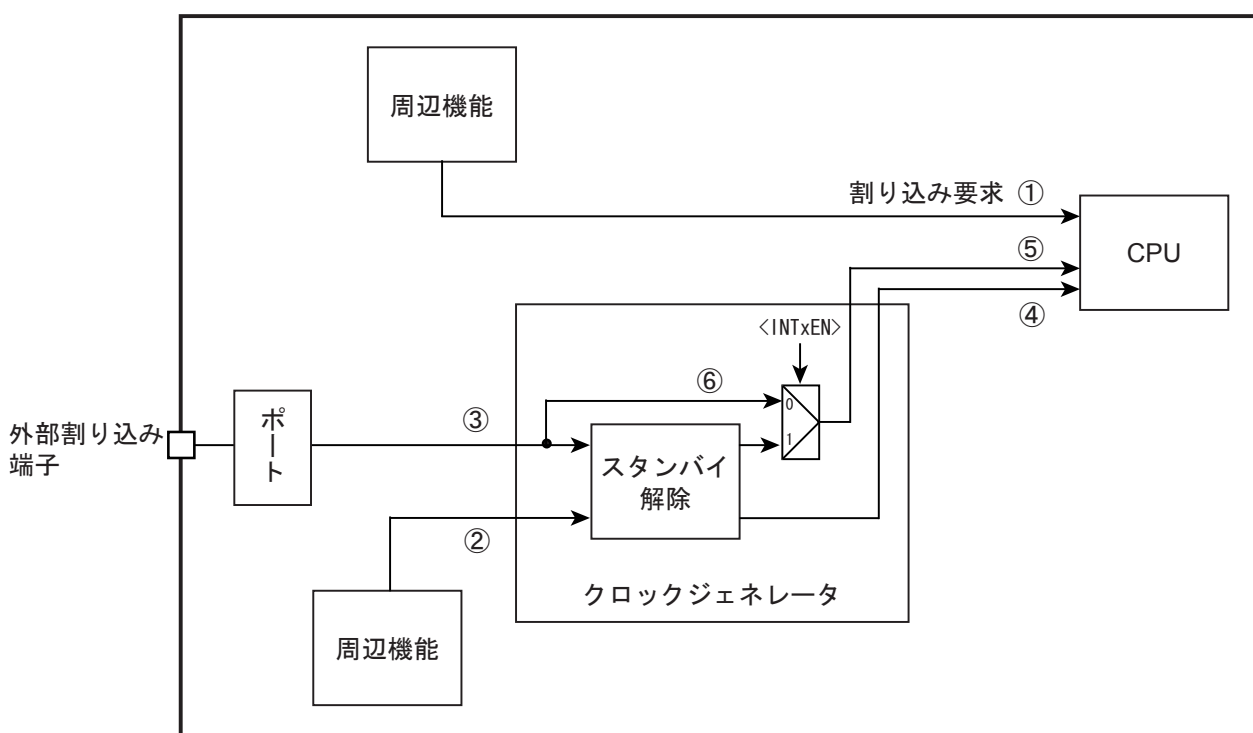 周辺機能
割り込み要求 ①
CPU
⑤
④
<INTxEN>
⑥
0
1
③
外部割り込み
端子
ポート
スタンバイ
解除
②
クロックジェネレータ
周辺機能